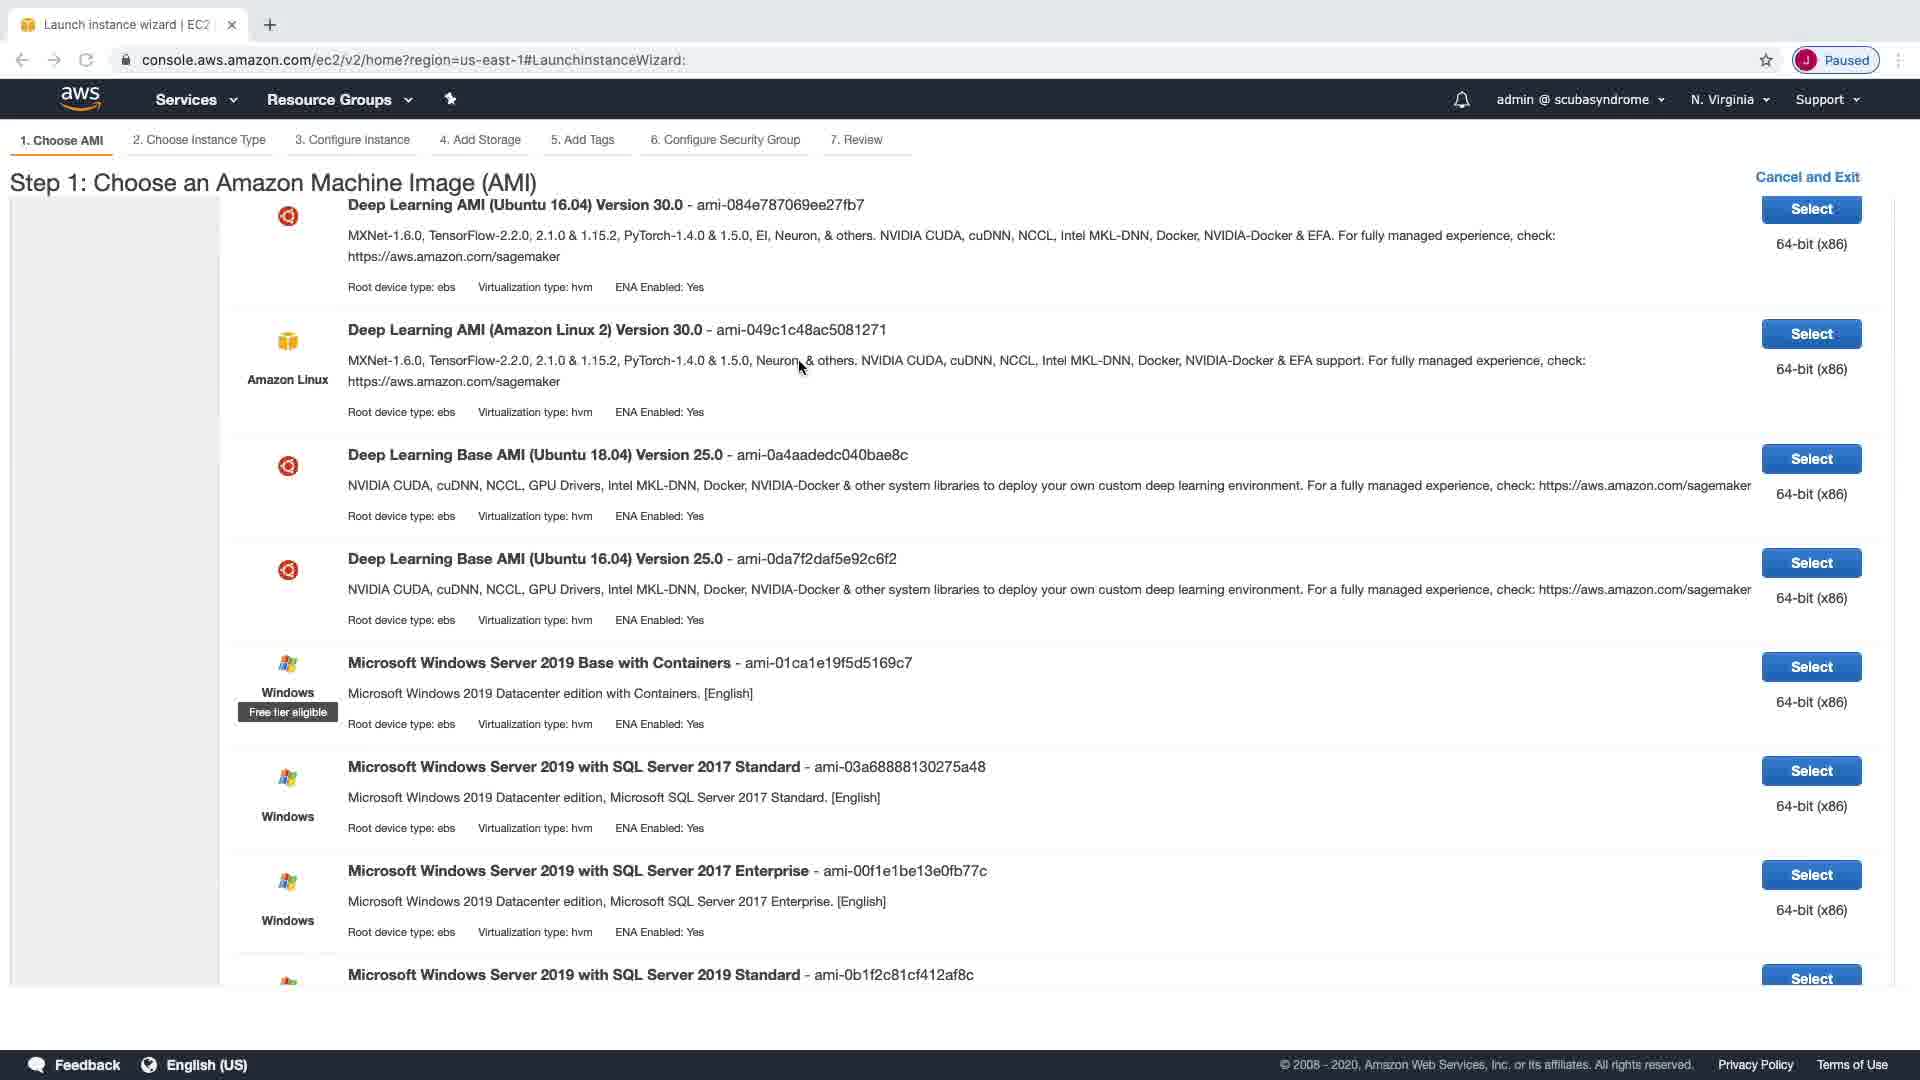 Launch instance wizard | EC2
console.aws.amazon.com/ec2/v2/home?region=us-east-1#LaunchInstanceWizard:
J Paused
aws Services Resource Groups admin @ scubasyndrome N. Virginia Support
1. Choose AMI 2. Choose Instance Type 3. Configure Instance 4. Add Storage 5. Add Tags 6. Configure Security Group 7. Review
Step 1: Choose an Amazon Machine Image (AMI) Cancel and Exit
Deep Learning AMI (Ubuntu 16.04) Version 30.0 - ami-084e787069ee27fb7 Select
MXNet-1.6.0, TensorFlow-2.2.0, 2.1.0 & 1.15.2, PyTorch-1.4.0 & 1.5.0, EI, Neuron, & others. NVIDIA CUDA, cuDNN, NCCL, Intel MKL-DNN, Docker, NVIDIA-Docker & EFA. For fully managed experience, check: 64-bit (x86)
https://aws.amazon.com/sagemaker
Root device type: ebs Virtualization type: hvm ENA Enabled: Yes
Deep Learning AMI (Amazon Linux 2) Version 30.0 - ami-049c1c48ac5081271 Select
MXNet-1.6.0, TensorFlow-2.2.0, 2.1.0 & 1.15.2, PyTorch-1.4.0 & 1.5.0, Neuron, & others. NVIDIA CUDA, cuDNN, NCCL, Intel MKL-DNN, Docker, NVIDIA-Docker & EFA support. For fully managed experience, check: 64-bit (x86)
Amazon Linux https://aws.amazon.com/sagemaker
Root device type: ebs Virtualization type: hvm ENA Enabled: Yes
Deep Learning Base AMI (Ubuntu 18.04) Version 25.0 - ami-0a4aadedc040bae8c Select
NVIDIA CUDA, cuDNN, NCCL, GPU Drivers, Intel MKL-DNN, Docker, NVIDIA-Docker & other system libraries to deploy your own custom deep learning environment. For a fully managed experience, check: https://aws.amazon.com/sagemaker 64-bit (x86)
Root device type: ebs Virtualization type: hvm ENA Enabled: Yes
Deep Learning Base AMI (Ubuntu 16.04) Version 25.0 - ami-0da7f2daf5e92c6f2 Select
NVIDIA CUDA, cuDNN, NCCL, GPU Drivers, Intel MKL-DNN, Docker, NVIDIA-Docker & other system libraries to deploy your own custom deep learning environment. For a fully managed experience, check: https://aws.amazon.com/sagemaker 64-bit (x86)
Root device type: ebs Virtualization type: hvm ENA Enabled: Yes
Microsoft Windows Server 2019 Base with Containers - ami-01ca1e19f5d5169c7 Select
Windows Microsoft Windows 2019 Datacenter edition with Containers. [English] 64-bit (x86)
Free tier eligible Root device type: ebs Virtualization type: hvm ENA Enabled: Yes
Microsoft Windows Server 2019 with SQL Server 2017 Standard - ami-03a68888130275a48 Select
Microsoft Windows 2019 Datacenter edition, Microsoft SQL Server 2017 Standard. [English] 64-bit (x86)
Windows Root device type: ebs Virtualization type: hvm ENA Enabled: Yes
Microsoft Windows Server 2019 with SQL Server 2017 Enterprise - ami-00f1e1be13e0fb77c Select
Microsoft Windows 2019 Datacenter edition, Microsoft SQL Server 2017 Enterprise. [English] 64-bit (x86)
Windows Root device type: ebs Virtualization type: hvm ENA Enabled: Yes
Microsoft Windows Server 2019 with SQL Server 2019 Standard - ami-0b1f2c81cf412af8c Select
Feedback English (US) © 2008 - 2020, Amazon Web Services, Inc. or its affiliates. All rights reserved. Privacy Policy Terms of Use